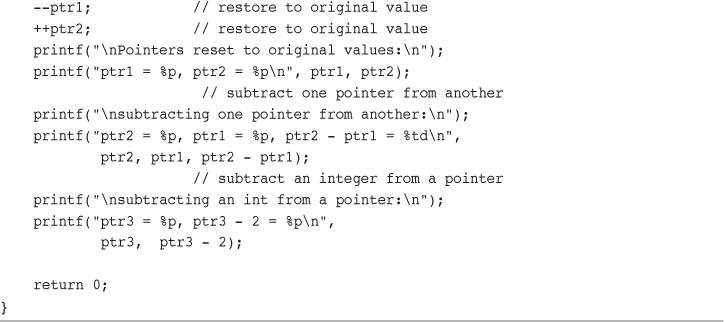 --ptr1;            // restore to original value
    ++ptr2;            // restore to original value
    printf("\nPointers reset to original values:\n");
    printf("ptr1 = %p, ptr2 = %p\n", ptr1, ptr2);
                        // subtract one pointer from another
    printf("\nsubtracting one pointer from another:\n");
    printf("ptr2 = %p, ptr1 = %p, ptr2 - ptr1 = %td\n",
            ptr2, ptr1, ptr2 - ptr1);
                       // subtract an integer from a pointer
    printf("\nsubtracting an int from a pointer:\n");
    printf("ptr3 = %p, ptr3 - 2 = %p\n",
            ptr3,  ptr3 - 2);

    return 0;
}